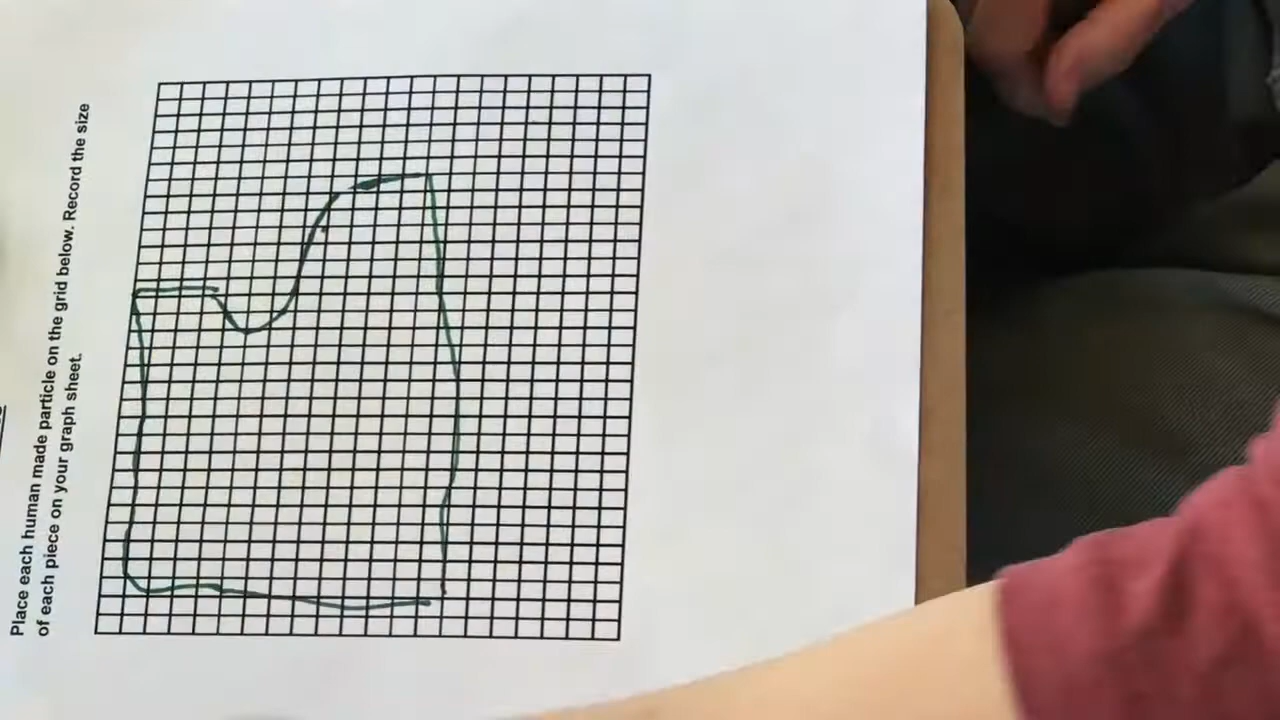 Place each human made particle on the grid below. Record the size
of each piece on your graph sheet.